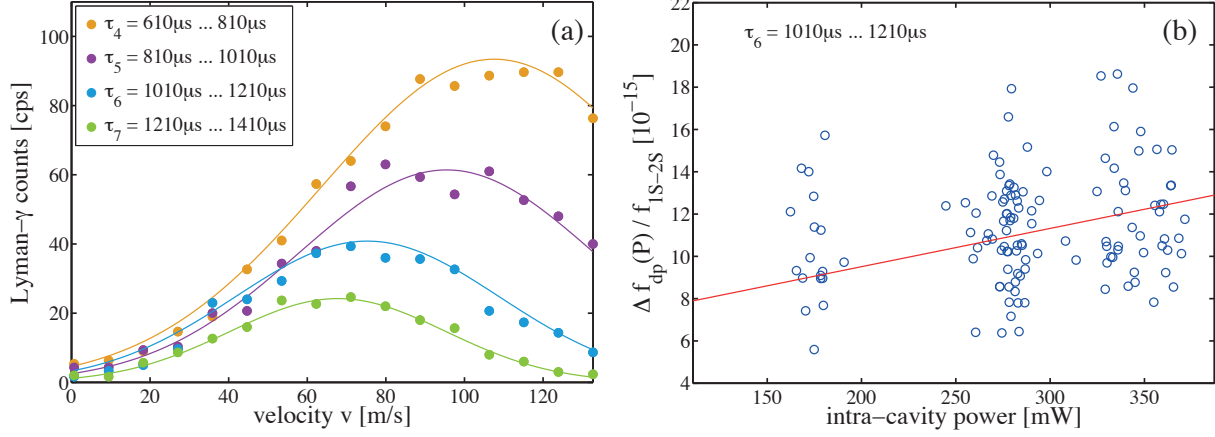 (a)
τ4 = 610µs ... 810µs
τ5 = 810µs ... 1010µs
τ6 = 1010µs ... 1210µs
τ7 = 1210µs ... 1410µs
Lyman−γ counts [cps]
100
80
60
40
20
0
0 20 40 60 80 100 120
velocity v [m/s]
(b)
τ6 = 1010µs ... 1210µs
Δ fdp(P) / f1S−2S [10−15]
22
20
18
16
14
12
10
8
6
4
150 200 250 300 350
intra−cavity power [mW]